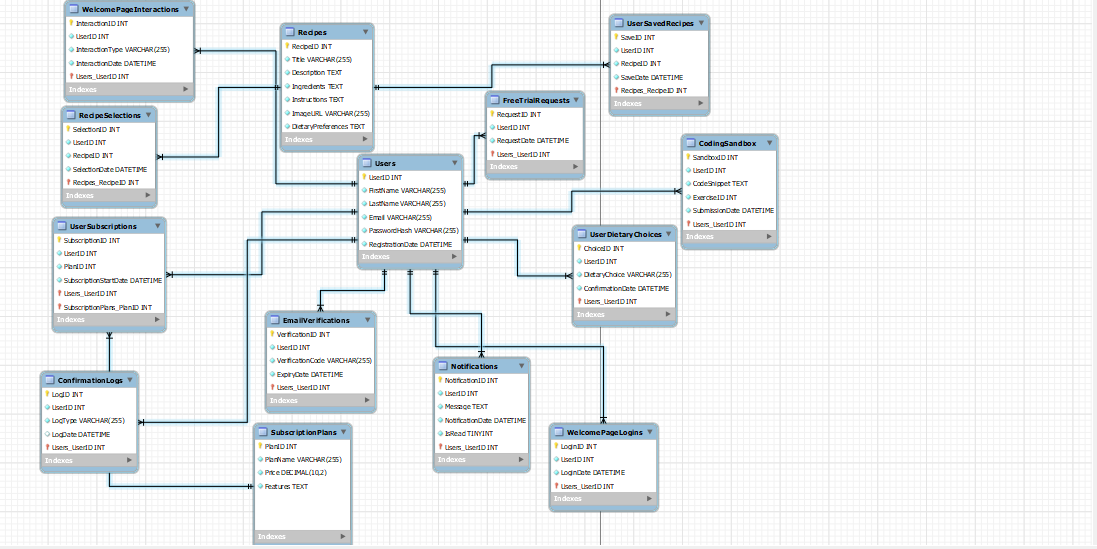 WelcomePageInteractions
InteractionID INT
UserID INT
InteractionType VARCHAR(255)
InteractionDate DATETIME
Users_UserID INT
Indexes
Recipes
RecipeID INT
Title VARCHAR(255)
Description TEXT
Ingredients TEXT
Instructions TEXT
ImageURL VARCHAR(255)
DietaryPreferences TEXT
Indexes
UserSavedRecipes
SaveID INT
UserID INT
RecipeID INT
SaveDate DATETIME
Recipes_RecipeID INT
Indexes
RecipeSelections
SelectionID INT
UserID INT
RecipeID INT
SelectionDate DATETIME
Recipes_RecipeID INT
Indexes
FreeTrialRequests
RequestID INT
UserID INT
RequestDate DATETIME
Users_UserID INT
Indexes
CodingSandbox
SandboxID INT
UserID INT
CodeSnippet TEXT
ExerciseID INT
SubmissionDate DATETIME
Users_UserID INT
Indexes
Users
UserID INT
FirstName VARCHAR(255)
LastName VARCHAR(255)
Email VARCHAR(255)
PasswordHash VARCHAR(255)
RegistrationDate DATETIME
Indexes
UserSubscriptions
SubscriptionID INT
UserID INT
PlanID INT
SubscriptionStartDate DATETIME
Users_UserID INT
SubscriptionPlans_PlanID INT
Indexes
UserDietaryChoices
ChoiceID INT
UserID INT
DietaryChoice VARCHAR(255)
ConfirmationDate DATETIME
Users_UserID INT
Indexes
EmailVerifications
VerificationID INT
UserID INT
VerificationCode VARCHAR(255)
ExpiryDate DATETIME
Users_UserID INT
Indexes
ConfirmationLogs
LogID INT
UserID INT
LogType VARCHAR(255)
LogDate DATETIME
Users_UserID INT
Indexes
Notifications
NotificationID INT
UserID INT
Message TEXT
NotificationDate DATETIME
IsRead TINYINT
Users_UserID INT
Indexes
SubscriptionPlans
PlanID INT
PlanName VARCHAR(255)
Price DECIMAL(10,2)
Features TEXT
Indexes
WelcomePageLogins
LoginID INT
UserID INT
LoginDate DATETIME
Users_UserID INT
Indexes